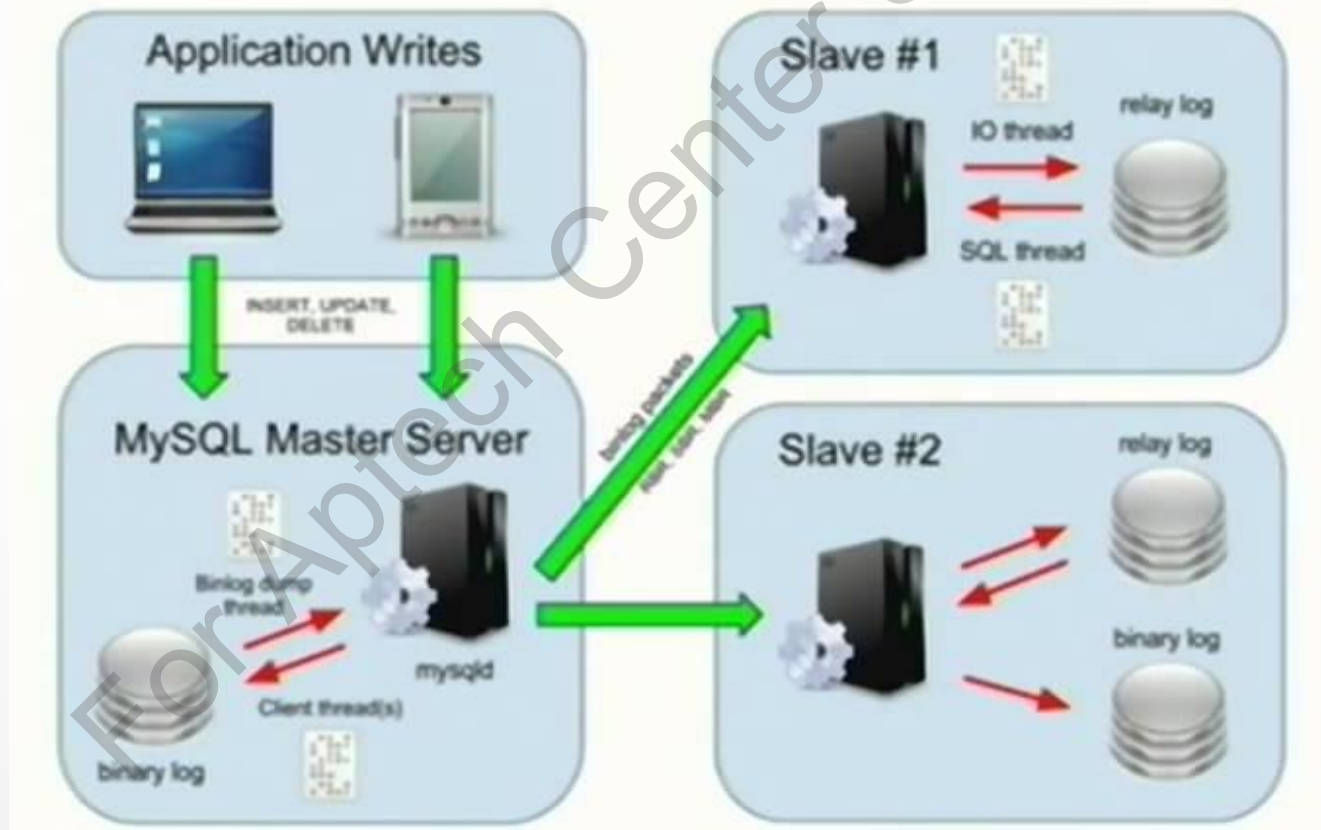 Application Writes
INSERT, UPDATE,
DELETE
MySQL Master Server
Binlog dump
thread
mysqld
Client thread(s)
binary log
binlog packets
Slave #1
IO thread
relay log
SQL thread
Slave #2
relay log
binary log
For Aptech Center